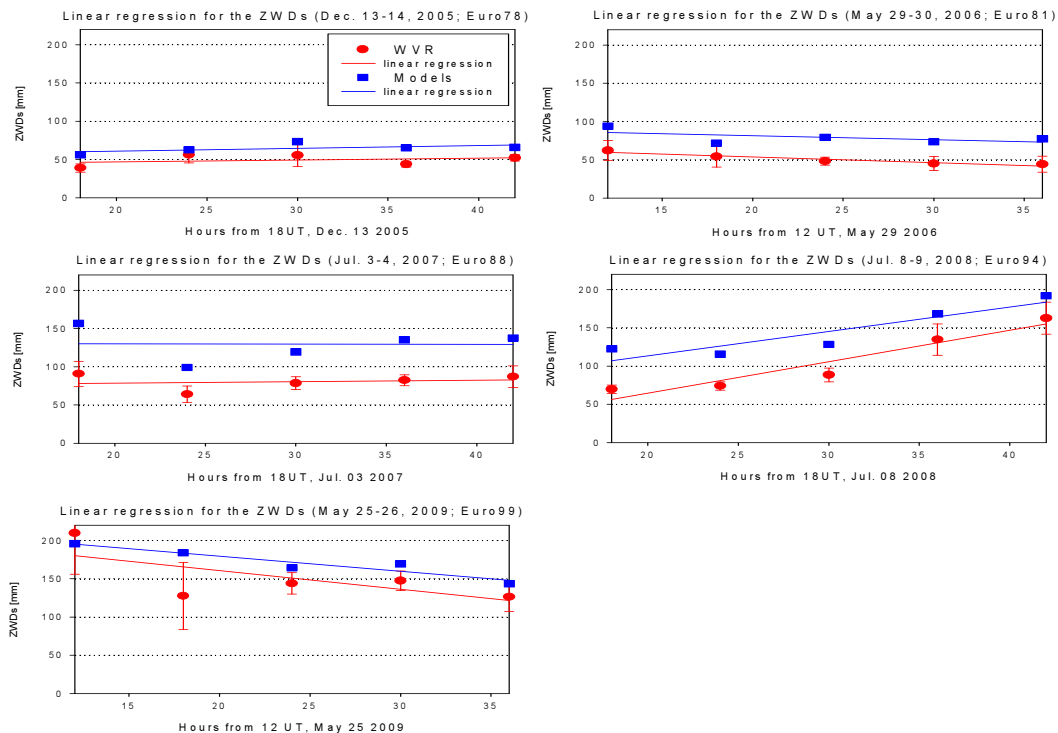 Linear regression for the ZWDs (Dec. 13-14, 2005; Euro78)
WVR
linear regression
Models
linear regression
ZWDs [mm]
200
150
100
50
0
20
25
30
35
40
Hours from 18UT, Dec. 13 2005
Linear regression for the ZWDs (May 29-30, 2006; Euro81)
ZWDs [mm]
200
150
100
50
0
15
20
25
30
35
Hours from 12 UT, May 29 2006
Linear regression for the ZWDs (Jul. 3-4, 2007; Euro88)
ZWDs [mm]
200
150
100
50
0
20
25
30
35
40
Hours from 18UT, Jul. 03 2007
Linear regression for the ZWDs (Jul. 8-9, 2008; Euro94)
ZWDs [mm]
200
150
100
50
0
20
25
30
35
40
Hours from 18UT, Jul. 08 2008
Linear regression for the ZWDs (May 25-26, 2009; Euro99)
ZWDs [mm]
200
150
100
50
0
15
20
25
30
35
Hours from 12 UT, May 25 2009